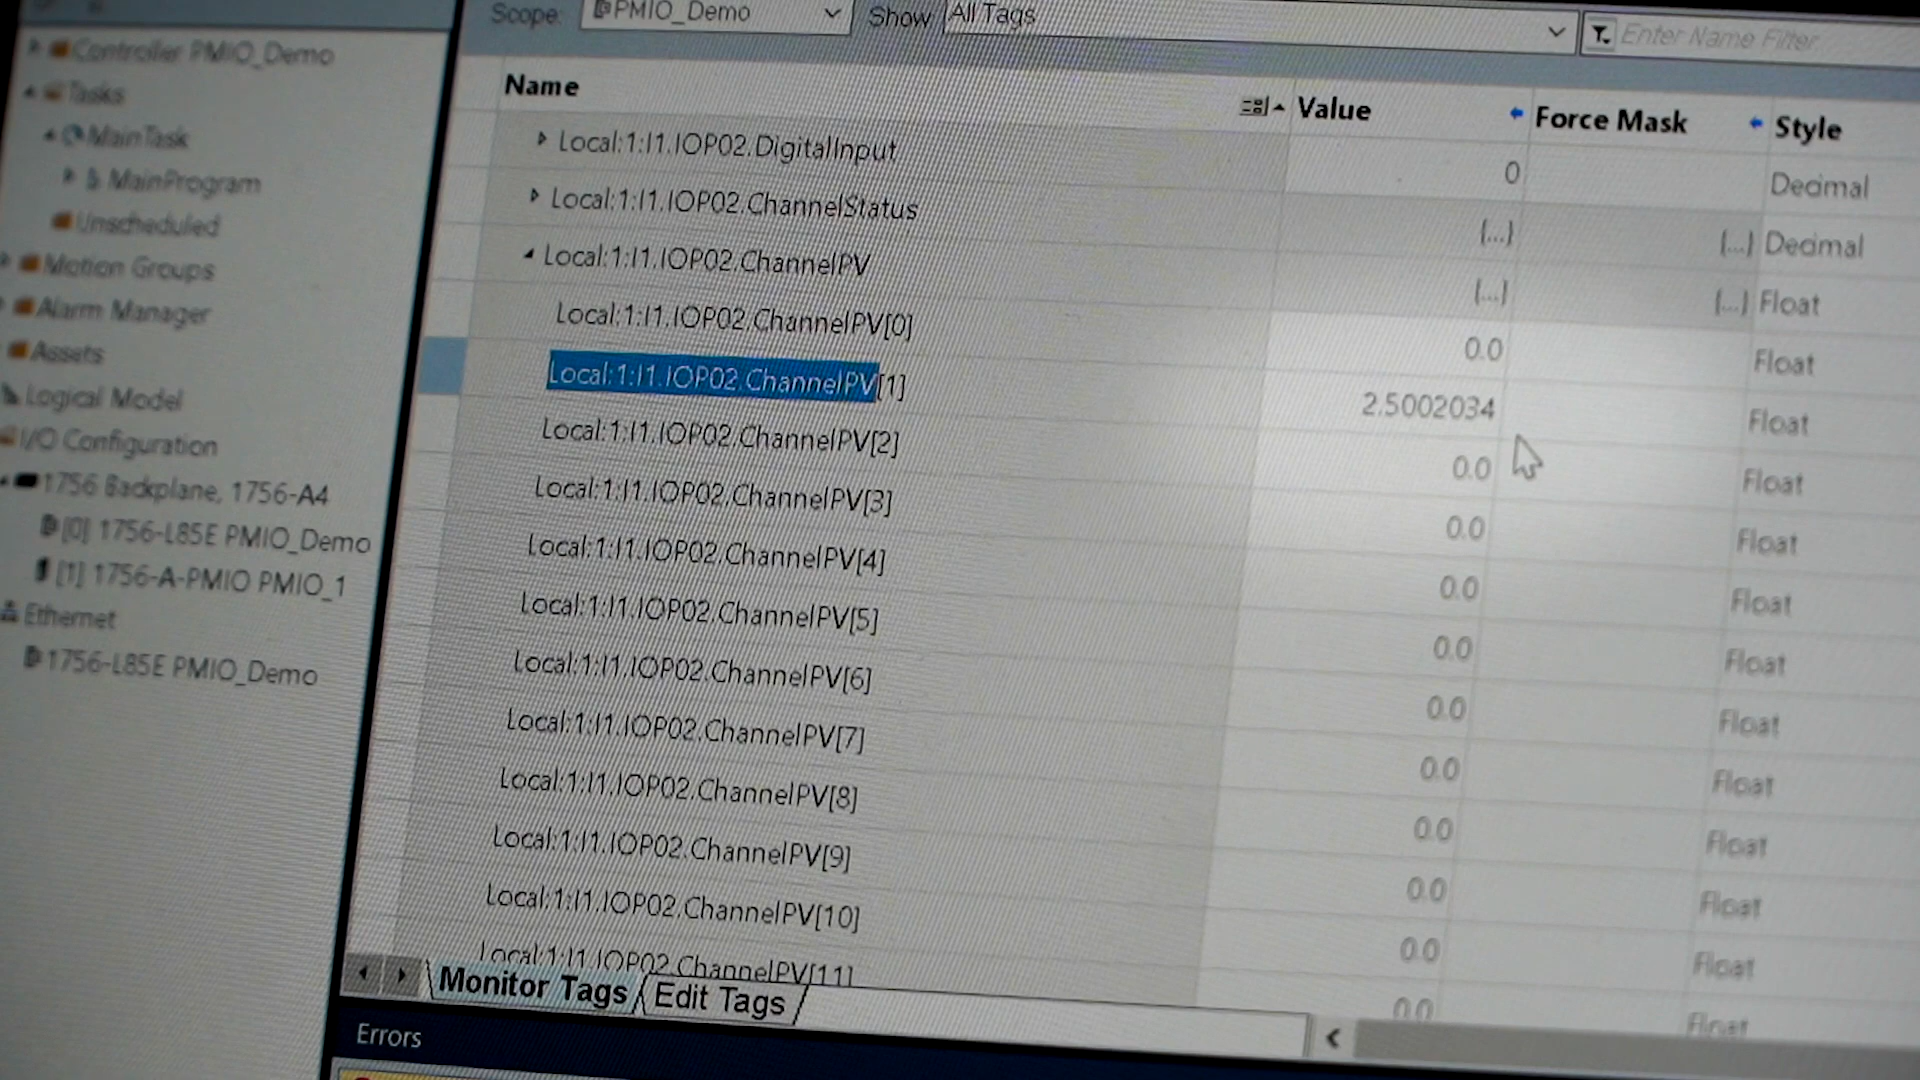 Scope: PMIO_Demo Show All Tags Enter Name Filter
Controller PMIO_Demo
Tasks
MainTask
MainProgram
Unscheduled
Motion Groups
Alarm Manager
Assets
Logical Model
I/O Configuration
1756 Backplane, 1756-A4
[0] 1756-L85E PMIO_Demo
[1] 1756-A-PMIO PMIO_1
Ethernet
1756-L85E PMIO_Demo
Name Value Force Mask Style
Local:1:I1.IOP02.DigitalInput 0 Decimal
Local:1:I1.IOP02.ChannelStatus {...} {...} Decimal
Local:1:I1.IOP02.ChannelPV {...} {...} Float
Local:1:I1.IOP02.ChannelPV[0] 0.0 Float
Local:1:I1.IOP02.ChannelPV[1] 2.5002034 Float
Local:1:I1.IOP02.ChannelPV[2] 0.0 Float
Local:1:I1.IOP02.ChannelPV[3] 0.0 Float
Local:1:I1.IOP02.ChannelPV[4] 0.0 Float
Local:1:I1.IOP02.ChannelPV[5] 0.0 Float
Local:1:I1.IOP02.ChannelPV[6] 0.0 Float
Local:1:I1.IOP02.ChannelPV[7] 0.0 Float
Local:1:I1.IOP02.ChannelPV[8] 0.0 Float
Local:1:I1.IOP02.ChannelPV[9] 0.0 Float
Local:1:I1.IOP02.ChannelPV[10] 0.0 Float
Local:1:I1.IOP02.ChannelPV[11] 0.0 Float
Monitor Tags Edit Tags
Errors